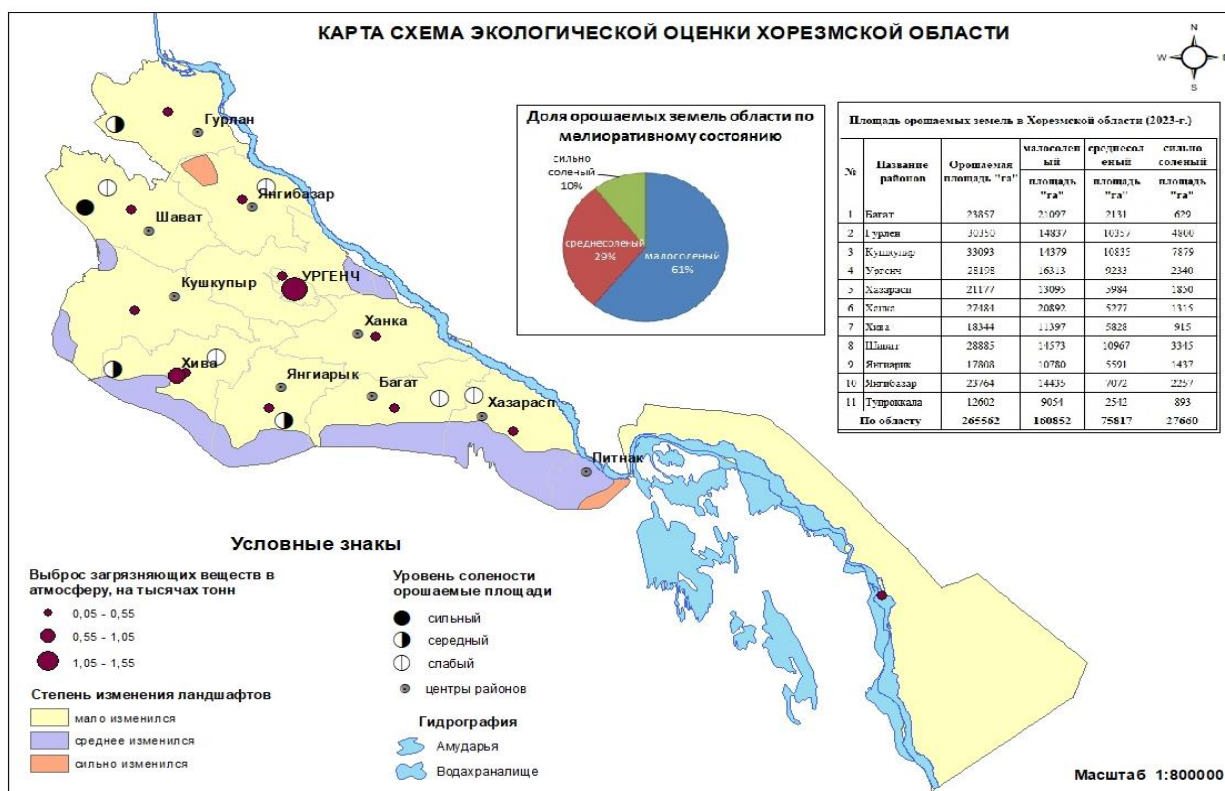 КАРТА СХЕМА ЭКОЛОГИЧЕСКОЙ ОЦЕНКИ ХОРЕЗМСКОЙ ОБЛАСТИ
N
W
E
S
Доля орошаемых земель области по
мелиоративному состоянию
сильно
соленый
10%
среднесоленый
29%
малосоленый
61%
Площадь орошаемых земель в Хорезмской области (2023-г.)
№ Название районов Орошаемая площадь "га" малосоленый площадь "га" среднесоленый площадь "га" сильно соленый площадь "га"
1 Багат 23857 21097 2131 629
2 Гурлен 30350 14837 10357 4800
3 Кушкупыр 33093 14379 10835 7879
4 Ургенч 28198 16313 9233 2340
5 Хазарасп 21177 13095 5984 1850
6 Ханка 27484 20892 5277 1315
7 Хива 18344 11397 5828 915
8 Шават 28885 14573 10967 3345
9 Янгиарик 17808 10780 5591 1437
10 Янгибазар 23764 14435 7072 2257
11 Тупроккала 12602 9054 2542 893
По область 265562 160852 75817 27660
Гурлан
Янгибазар
Шават
УРГЕНЧ
Кушкупыр
Ханка
Хива
Янгиарык
Багат
Хазарасп
Питнак
Условные знаки
Выброс загрязняющих веществ в
атмосферу, на тысячах тонн
0,05 - 0,55
0,55 - 1,05
1,05 - 1,55
Степень изменения ландшафтов
мало изменился
среднее изменился
сильно изменился
Уровень солености
орошаемые площади
сильный
середный
слабый
центры районов
Гидрография
Амударья
Водахраналище
Масштаб 1:800000